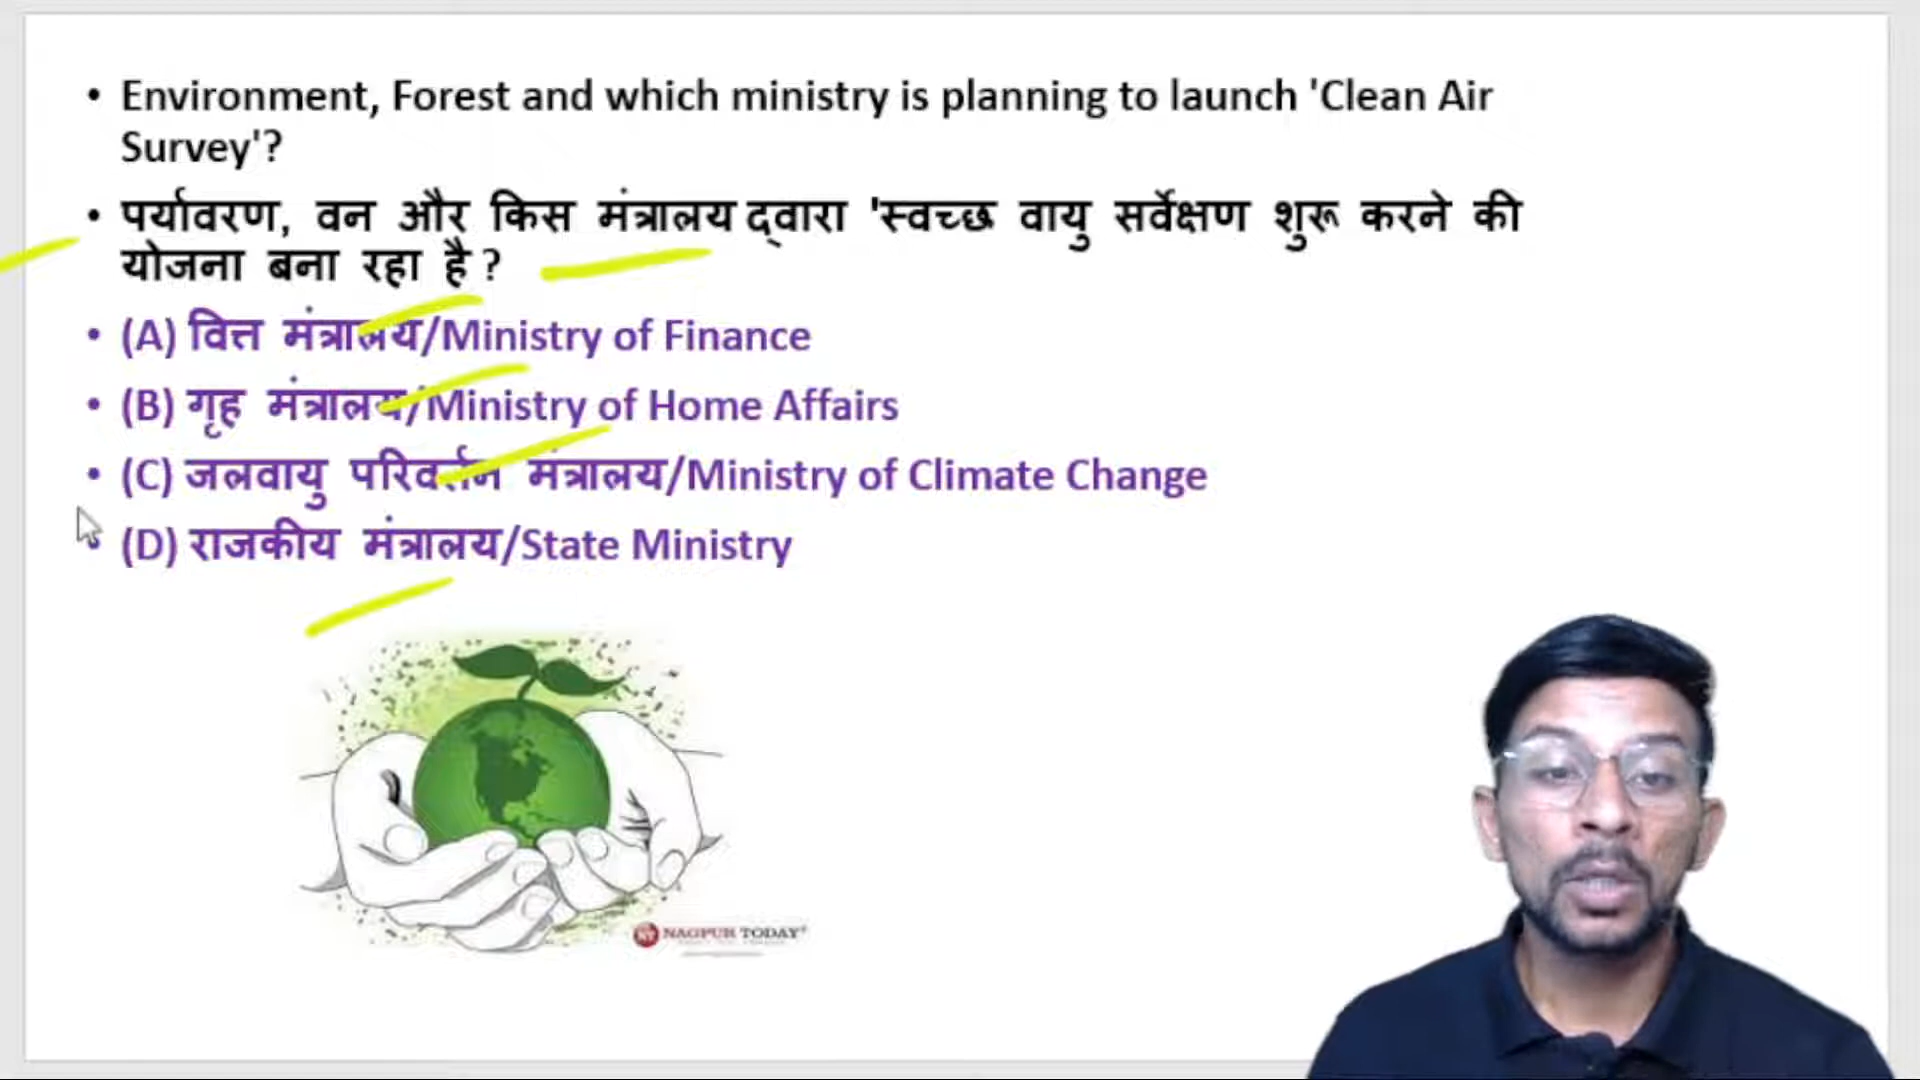 • Environment, Forest and which ministry is planning to launch 'Clean Air
Survey'?
• पर्यावरण, वन और किस मंत्रालय द्वारा 'स्वच्छ वायु सर्वेक्षण शुरू करने की
योजना बना रहा है ?
• (A) वित्त मंत्रालय/Ministry of Finance
• (B) गृह मंत्रालय/Ministry of Home Affairs
• (C) जलवायु परिवर्तन मंत्रालय/Ministry of Climate Change
• (D) राजकीय मंत्रालय/State Ministry
NT NAGPUR TODAY